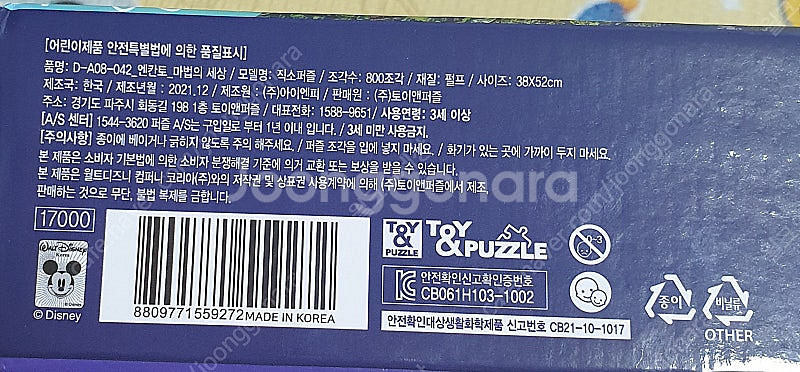 [어린이제품 안전특별법에 의한 품질표시]
품명: D-A08-042_엔칸토_마법의 세상 / 모델명: 직소퍼즐 / 조각수: 800조각 / 재질: 펄프 / 사이즈: 38X52cm
제조국: 한국 / 제조년월: 2021.12 / 제조원: (주)아이엔피 / 판매원: (주)토이앤퍼즐
주소: 경기도 파주시 회동길 198 1층 토이앤퍼즐 / 대표전화: 1588-9651/ 사용연령: 3세 이상
[A/S 센터] 1544-3620 퍼즐 A/S는 구입일로 부터 1년 이내 입니다. / 3세 미만 사용금지.
[주의사항] 종이에 베이거나 긁히지 않도록 주의 해주세요. / 퍼즐 조각을 입에 넣지 마세요. / 화기가 있는 곳에 가까이 두지 마세요.
본 제품은 소비자 기본법에 의한 소비자 분쟁해결 기준에 의거 교환 또는 보상을 받을 수 있습니다.
본 제품은 월트디즈니 컴퍼니 코리아(주)와의 저작권 및 상표권 사용계약에 의해 (주)토이앤퍼즐에서 제조,
판매하는 것으로 무단, 불법 복제를 금합니다.
17000
WALT DISNEY
Korea
© Disney
© Disney
8809771559272 MADE IN KOREA
TOY & PUZZLE
TOY & PUZZLE
0-3
안전확인신고확인증번호
CB061H103-1002
안전확인대상생활화학제품 신고번호 CB21-10-1017
종이
비닐류
OTHER
Joonggonara